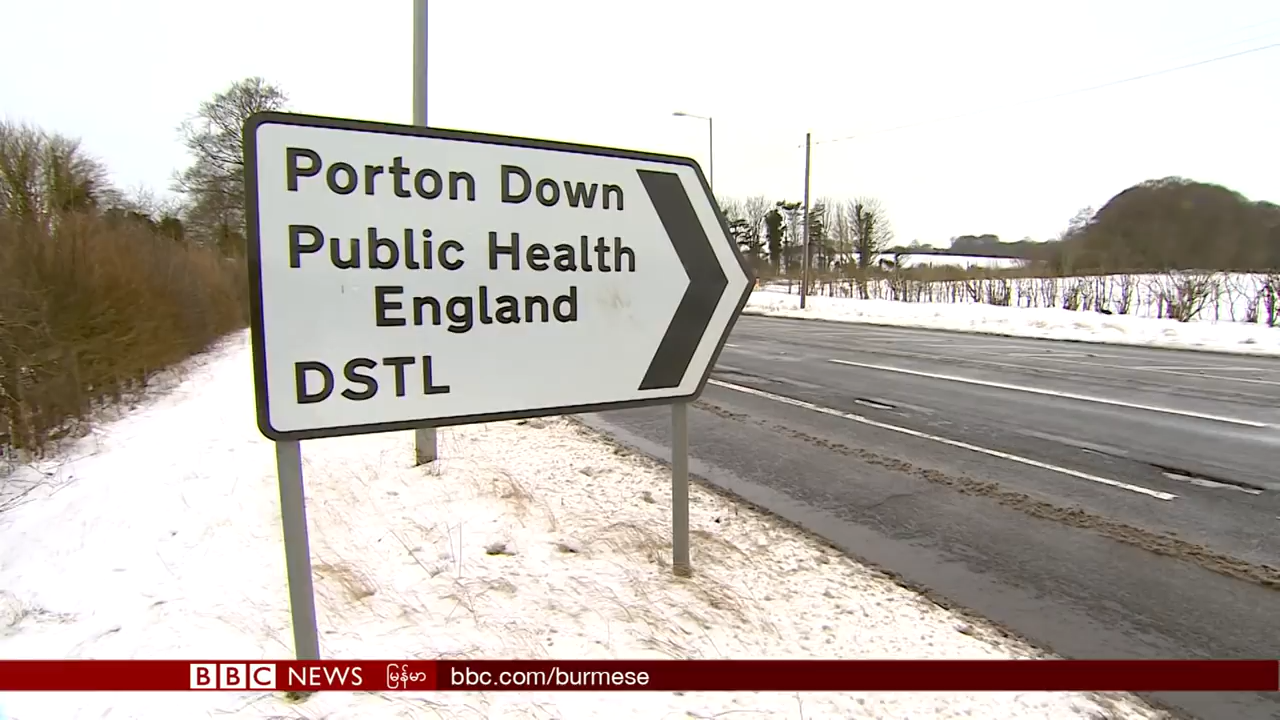 Porton Down
Public Health
England
DSTL
BBC NEWS မြန်မာ bbc.com/burmese